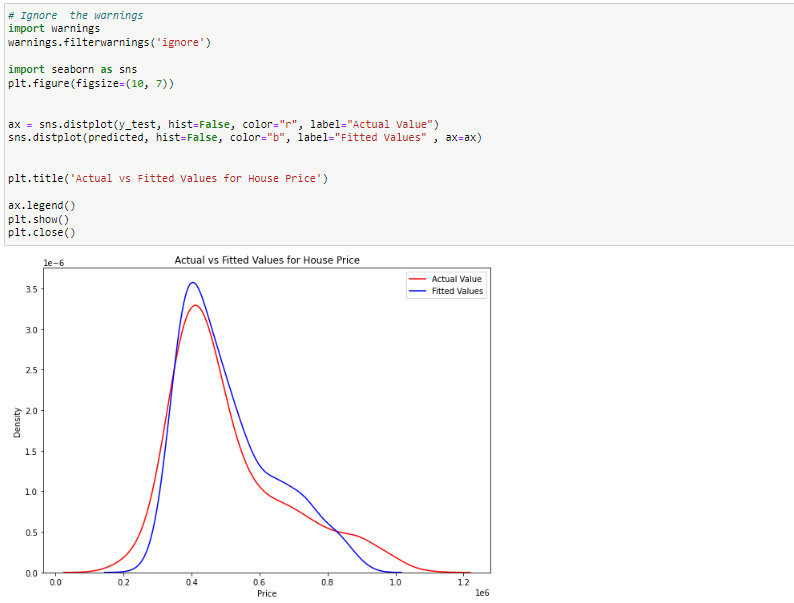 # Ignore  the warnings
import warnings
warnings.filterwarnings('ignore')
import seaborn as sns
plt.figure(figsize=(10, 7))
ax = sns.distplot(y_test, hist=False, color="r", label="Actual Value")
sns.distplot(predicted, hist=False, color="b", label="Fitted Values" , ax=ax)
plt.title('Actual vs Fitted Values for House Price')
ax.legend()
plt.show()
plt.close()
Actual vs Fitted Values for House Price
1e−6
Actual Value
Fitted Values
3.5
3.0
2.5
2.0
1.5
1.0
0.5
0.0
Density
0.0 0.2 0.4 0.6 0.8 1.0 1.2
Price
1e6